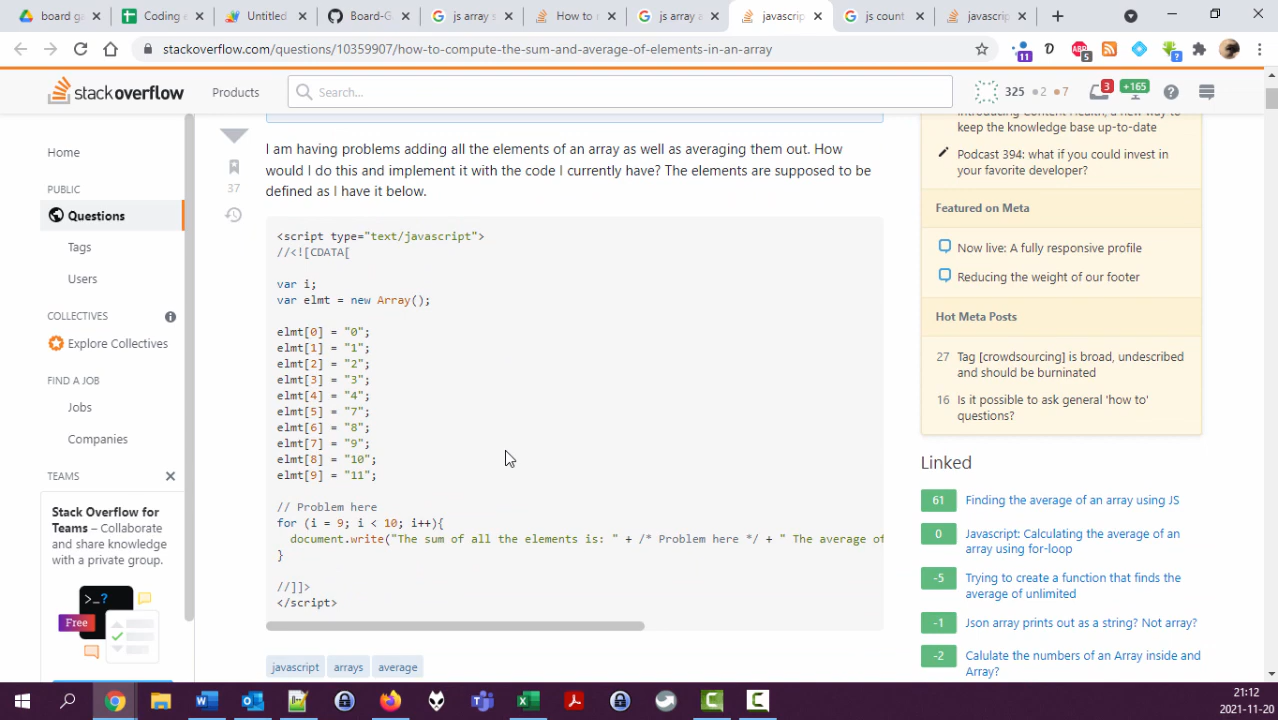 board ga
Coding e
Untitled
Board-G
js array s
How to
js array a
javascrip
js count
javascrip
stackoverflow.com/questions/10359907/how-to-compute-the-sum-and-average-of-elements-in-an-array
11
5
?
stackoverflow
Products
Search...
325 2 7
3
+165
Home
PUBLIC
Questions
Tags
Users
COLLECTIVES
Explore Collectives
FIND A JOB
Jobs
Companies
TEAMS
Stack Overflow for
Teams – Collaborate
and share knowledge
with a private group.
>_?
Free
37
I am having problems adding all the elements of an array as well as averaging them out. How
would I do this and implement it with the code I currently have? The elements are supposed to be
defined as I have it below.
<script type="text/javascript">
//<![CDATA[
var i;
var elmt = new Array();
elmt[0] = "0";
elmt[1] = "1";
elmt[2] = "2";
elmt[3] = "3";
elmt[4] = "4";
elmt[5] = "7";
elmt[6] = "8";
elmt[7] = "9";
elmt[8] = "10";
elmt[9] = "11";
// Problem here
for (i = 9; i < 10; i++){
document.write("The sum of all the elements is: " + /* Problem here */ + " The average of
}
//]]>
</script>
javascript
arrays
average
Introducing Content Health, a new way to
keep the knowledge base up-to-date
Podcast 394: what if you could invest in
your favorite developer?
Featured on Meta
Now live: A fully responsive profile
Reducing the weight of our footer
Hot Meta Posts
27 Tag [crowdsourcing] is broad, undescribed
and should be burninated
16 Is it possible to ask general 'how to'
questions?
Linked
61 Finding the average of an array using JS
0 Javascript: Calculating the average of an
array using for-loop
-5 Trying to create a function that finds the
average of unlimited
-1 Json array prints out as a string? Not array?
-2 Calulate the numbers of an Array inside and
Array?
21:12
2021-11-20